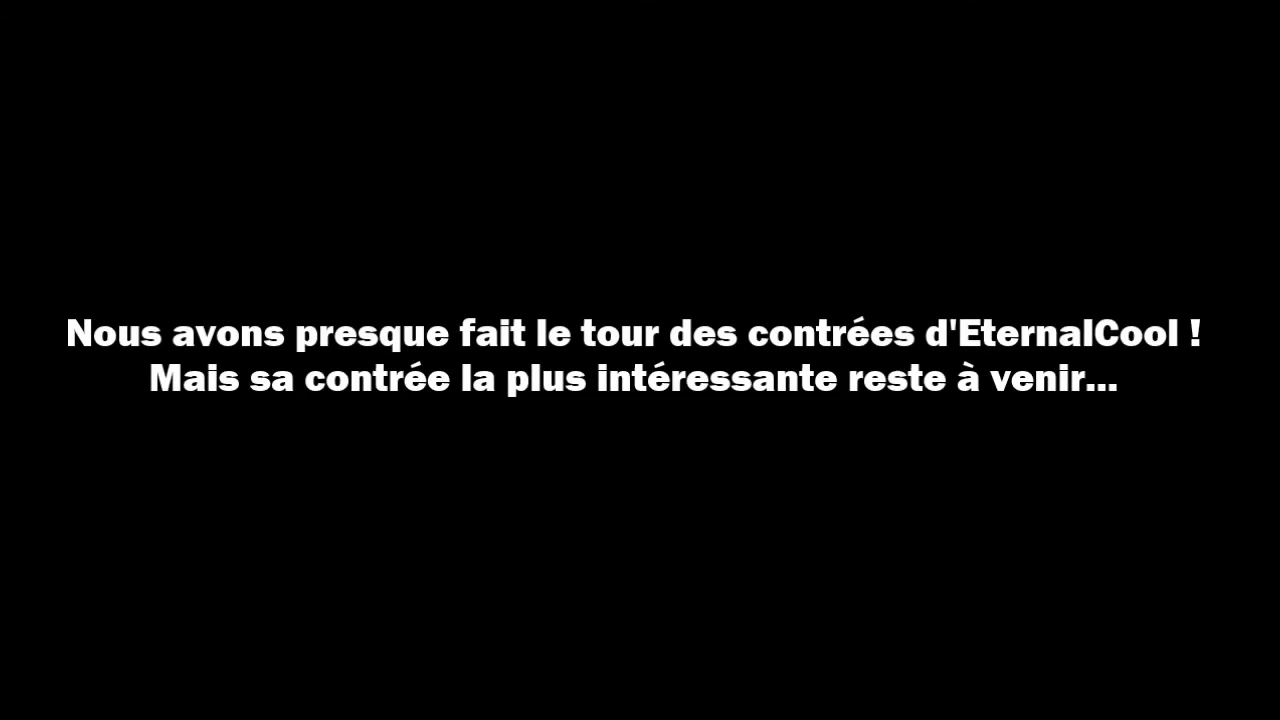 Nous avons presque fait le tour des contrées d'EternalCool !
Mais sa contrée la plus intéressante reste à venir...